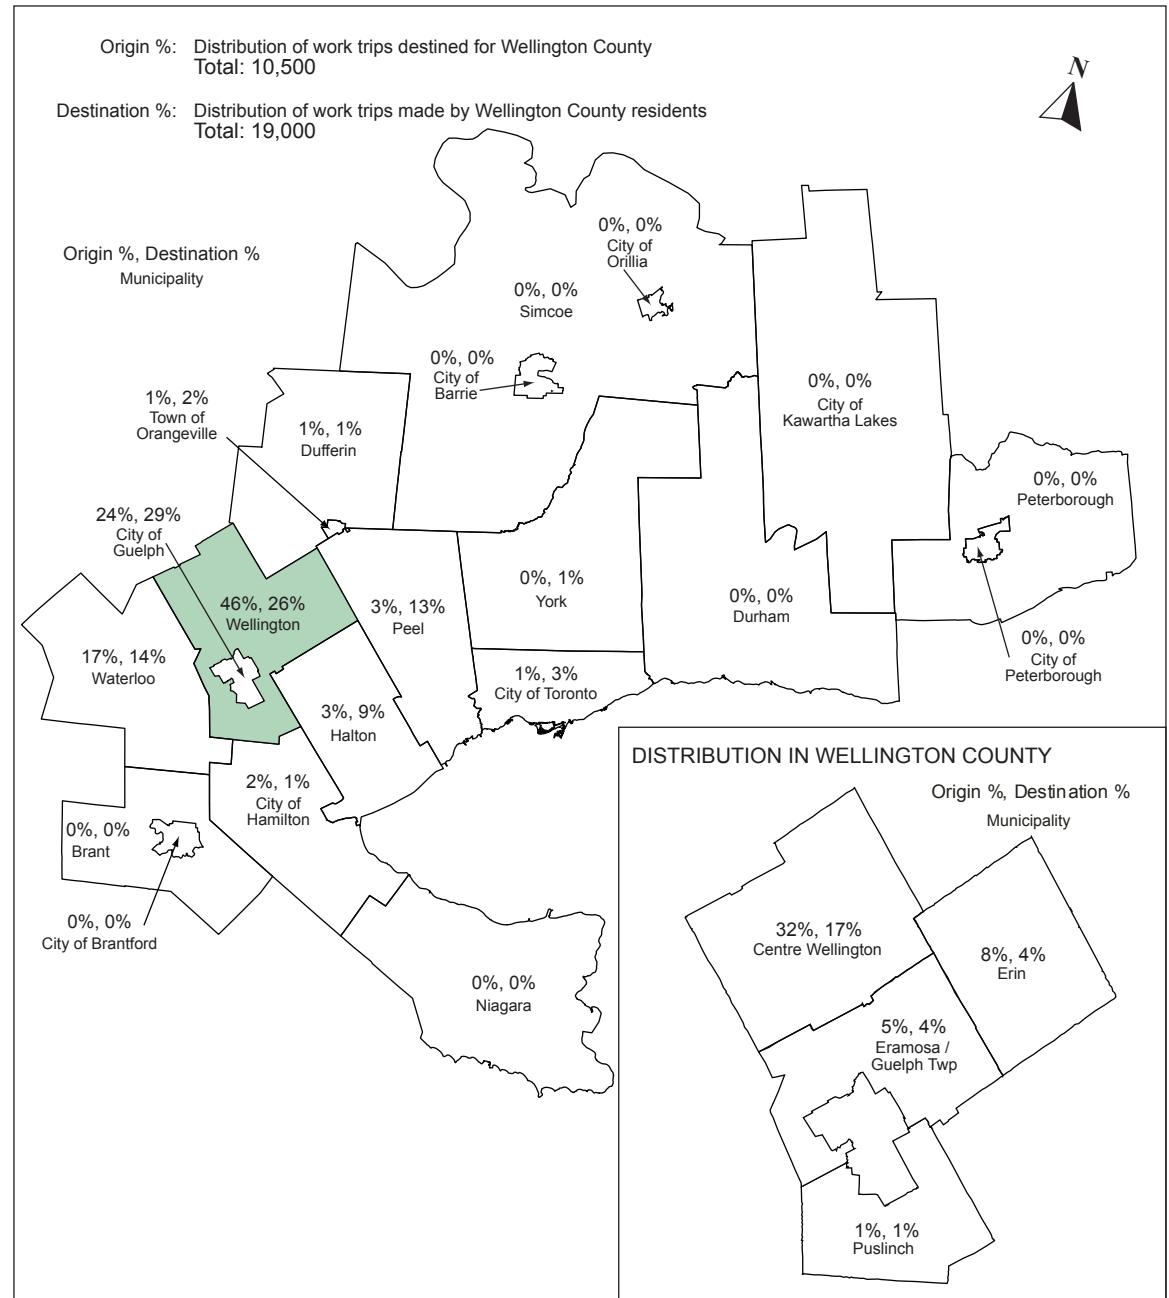 Origin %: Distribution of work trips destined for Wellington County
Total: 10,500
Destination %: Distribution of work trips made by Wellington County residents
Total: 19,000
N
Origin %, Destination %
Municipality
0%, 0%
City of
Orillia
0%, 0%
Simcoe
0%, 0%
City of
Barrie
0%, 0%
City of
Kawartha Lakes
1%, 2%
Town of
Orangeville
1%, 1%
Dufferin
0%, 0%
Peterborough
24%, 29%
City of
Guelph
46%, 26%
Wellington
3%, 13%
Peel
0%, 1%
York
0%, 0%
Durham
0%, 0%
City of
Peterborough
17%, 14%
Waterloo
1%, 3%
City of Toronto
3%, 9%
Halton
2%, 1%
City of
Hamilton
0%, 0%
Brant
0%, 0%
City of Brantford
0%, 0%
Niagara
DISTRIBUTION IN WELLINGTON COUNTY
Origin %, Destination %
Municipality
32%, 17%
Centre Wellington
8%, 4%
Erin
5%, 4%
Eramosa /
Guelph Twp
1%, 1%
Puslinch